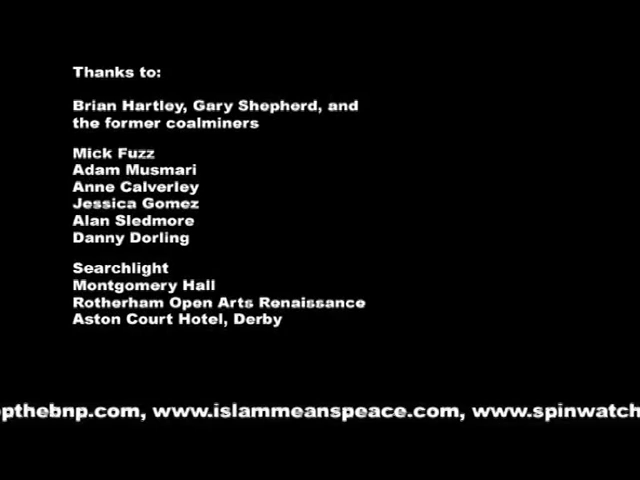 Thanks to:
Brian Hartley, Gary Shepherd, and
the former coalminers
Mick Fuzz
Adam Musmari
Anne Calverley
Jessica Gomez
Alan Sledmore
Danny Dorling
Searchlight
Montgomery Hall
Rotherham Open Arts Renaissance
Aston Court Hotel, Derby
opthebnp.com, www.islammeanspeace.com, www.spinwatch